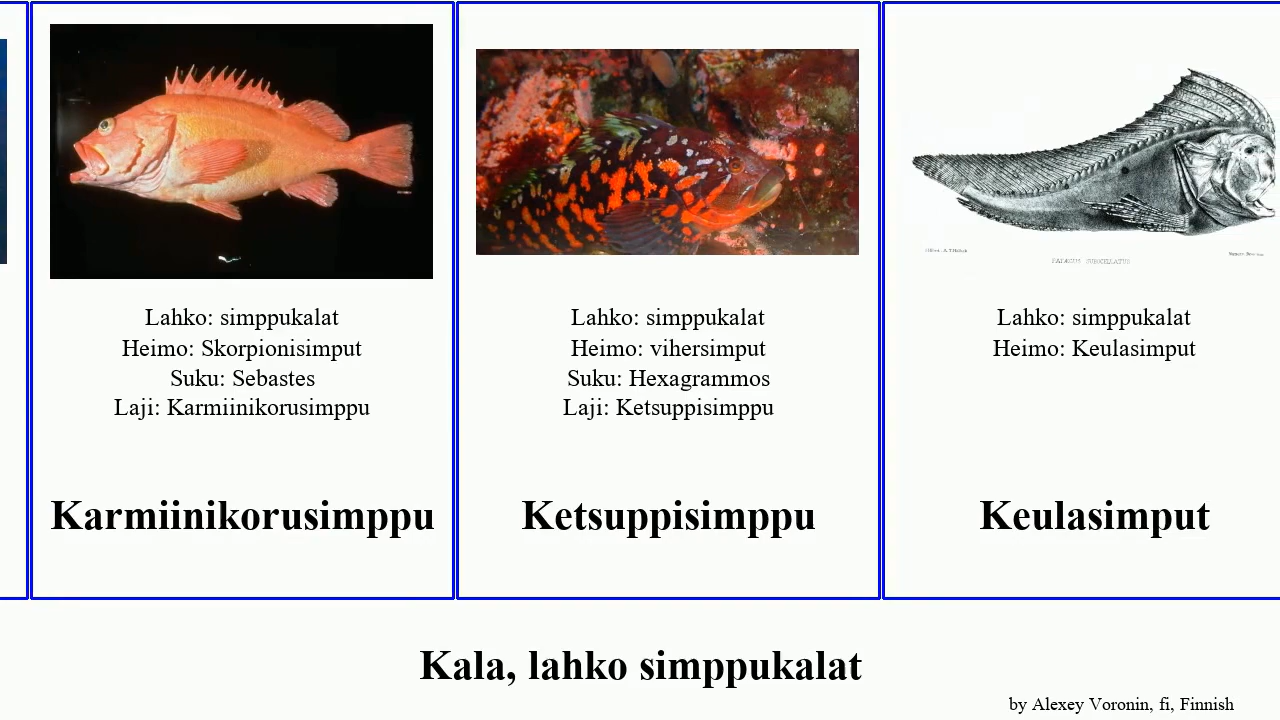 Lahko: simppukalat
Heimo: Skorpionisimput
Suku: Sebastes
Laji: Karmiinikorusimppu
Karmiinikorusimppu
Lahko: simppukalat
Heimo: vihersimput
Suku: Hexagrammos
Laji: Ketsuppisimppu
Ketsuppisimppu
Lahko: simppukalat
Heimo: Keulasimput
Keulasimput
Kala, lahko simppukalat
by Alexey Voronin, fi, Finnish